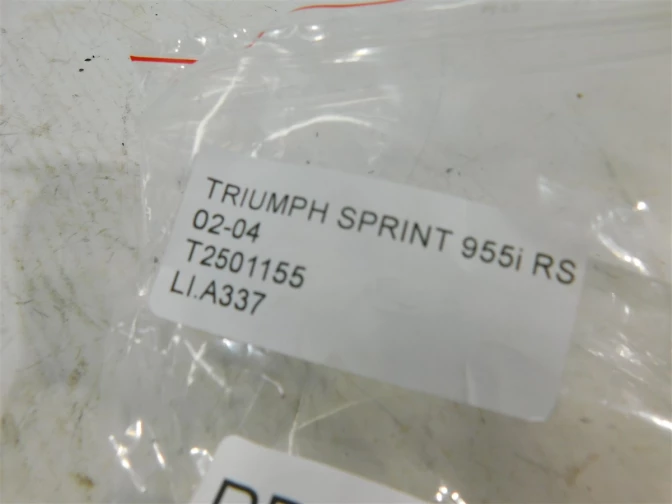 TRIUMPH SPRINT 955i RS
02-04
T2501155
LI.A337